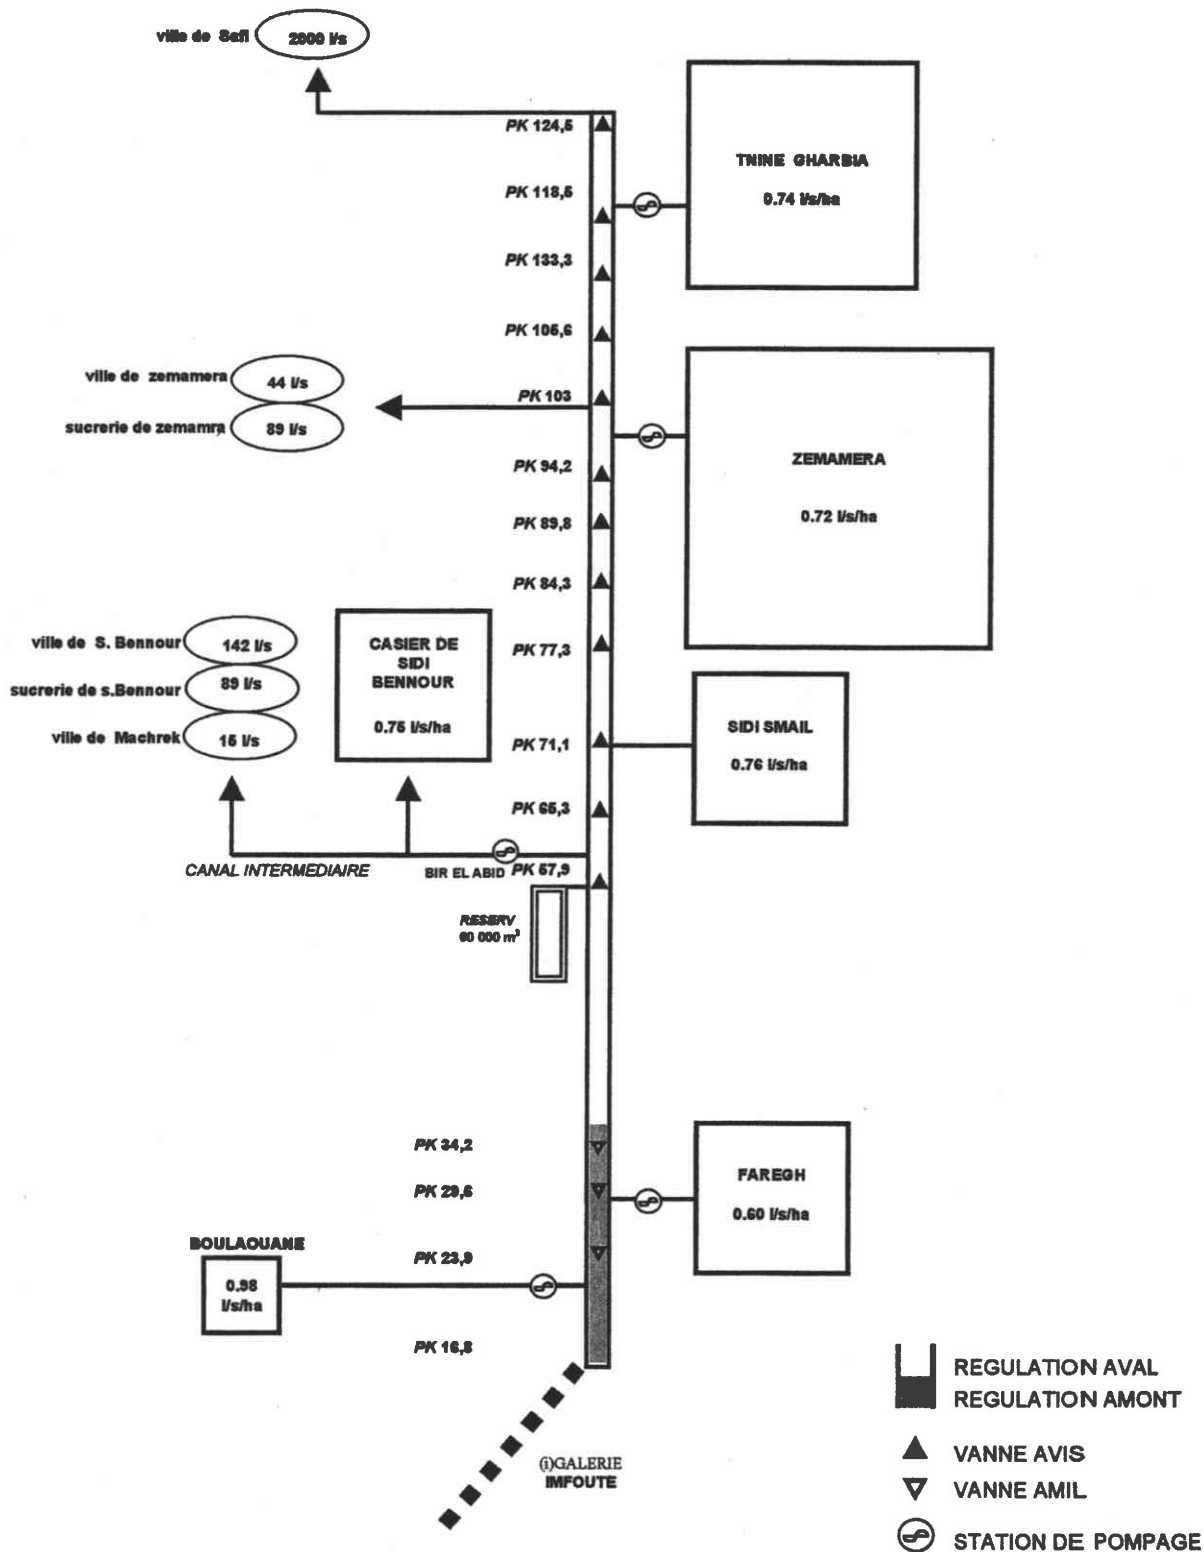 ville de Safi
2000 l/s
PK 124,5
TNINE GHARBIA
0.74 l/s/ha
PK 118,5
PK 133,3
PK 105,6
ville de zemamera
44 l/s
PK 103
sucrerie de zemamra
89 l/s
PK 94,2
ZEMAMERA
0.72 l/s/ha
PK 89,8
PK 84,3
ville de S. Bennour
142 l/s
sucrerie de s.Bennour
89 l/s
ville de Machrek
15 l/s
CASIER DE
SIDI
BENNOUR
0.75 l/s/ha
PK 77,3
PK 71,1
SIDI SMAIL
0.76 l/s/ha
PK 65,3
CANAL INTERMEDIAIRE
BIR EL ABID
PK 57,9
RESERV
60 000 m³
PK 34,2
PK 29,6
FAREGH
0.60 l/s/ha
PK 23,9
BOULAOUANE
0.98
l/s/ha
PK 16,8
(i)GALERIE
IMFOUTE
REGULATION AVAL
REGULATION AMONT
VANNE AVIS
VANNE AMIL
STATION DE POMPAGE